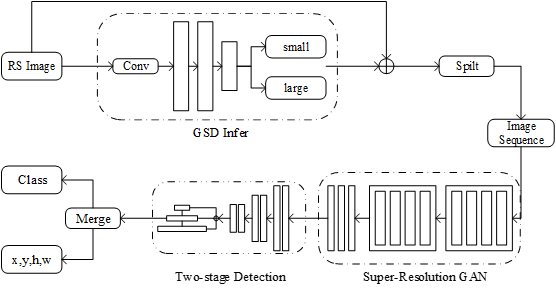 RS Image
Conv
small
large
GSD Infer
Spilt
Image
Sequence
Class
Merge
x,y,h,w
Two-stage Detection
Super-Resolution GAN